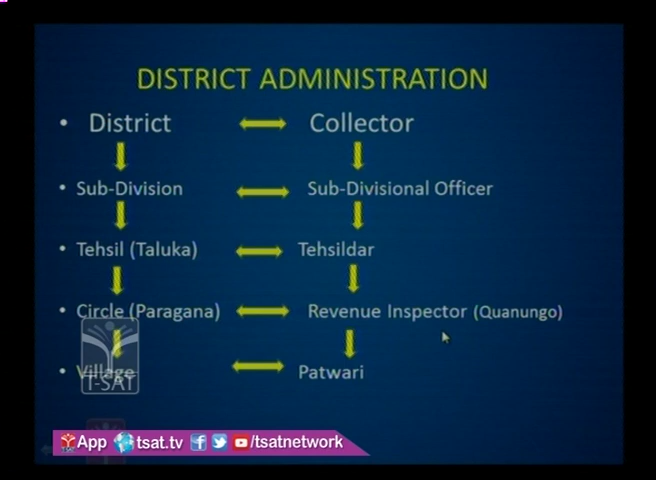 DISTRICT ADMINISTRATION
• District Collector
• Sub-Division Sub-Divisional Officer
• Tehsil (Taluka) Tehsildar
• Circle (Paragana) Revenue Inspector (Quanungo)
• Village Patwari
T-SAT
App tsat.tv /tsatnetwork